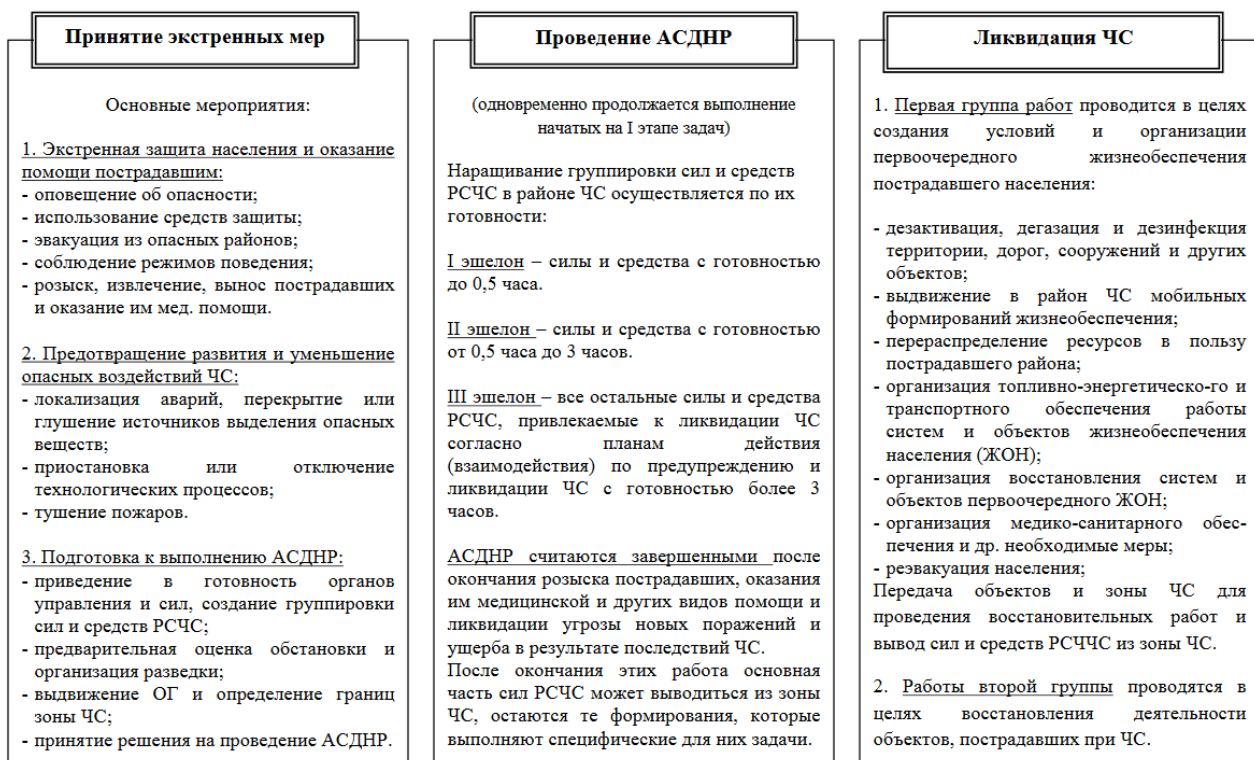 Принятие экстренных мер
Основные мероприятия:
1. Экстренная защита населения и оказание
помощи пострадавшим:
- оповещение об опасности;
- использование средств защиты;
- эвакуация из опасных районов;
- соблюдение режимов поведения;
- розыск, извлечение, вынос пострадавших
и оказание им мед. помощи.
2. Предотвращение развития и уменьшение
опасных воздействий ЧС:
- локализация аварий, перекрытие или
глушение источников выделения опасных
веществ;
- приостановка или отключение
технологических процессов;
- тушение пожаров.
3. Подготовка к выполнению АСДНР:
- приведение в готовность органов
управления и сил, создание группировки
сил и средств РСЧС;
- предварительная оценка обстановки и
организация разведки;
- выдвижение ОГ и определение границ
зоны ЧС;
- принятие решения на проведение АСДНР.
Проведение АСДНР
(одновременно продолжается выполнение
начатых на I этапе задач)
Наращивание группировки сил и средств
РСЧС в районе ЧС осуществляется по их
готовности:
I эшелон – силы и средства с готовностью
до 0,5 часа.
II эшелон – силы и средства с готовностью
от 0,5 часа до 3 часов.
III эшелон – все остальные силы и средства
РСЧС, привлекаемые к ликвидации ЧС
согласно планам действия
(взаимодействия) по предупреждению и
ликвидации ЧС с готовностью более 3
часов.
АСДНР считаются завершенными после
окончания розыска пострадавших, оказания
им медицинской и других видов помощи и
ликвидации угрозы новых поражений и
ущерба в результате последствий ЧС.
После окончания этих работа основная
часть сил РСЧС может выводиться из зоны
ЧС, остаются те формирования, которые
выполняют специфические для них задачи.
Ликвидация ЧС
1. Первая группа работ проводится в целях
создания условий и организации
первоочередного жизнеобеспечения
пострадавшего населения:
- дезактивация, дегазация и дезинфекция
территории, дорог, сооружений и других
объектов;
- выдвижение в район ЧС мобильных
формирований жизнеобеспечения;
- перераспределение ресурсов в пользу
пострадавшего района;
- организация топливно-энергетическо-го и
транспортного обеспечения работы
систем и объектов жизнеобеспечения
населения (ЖОН);
- организация восстановления систем и
объектов первоочередного ЖОН;
- организация медико-санитарного обес-
печения и др. необходимые меры;
- реэвакуация населения;
Передача объектов и зоны ЧС для
проведения восстановительных работ и
вывод сил и средств РСЧЧС из зоны ЧС.
2. Работы второй группы проводятся в
целях восстановления деятельности
объектов, пострадавших при ЧС.